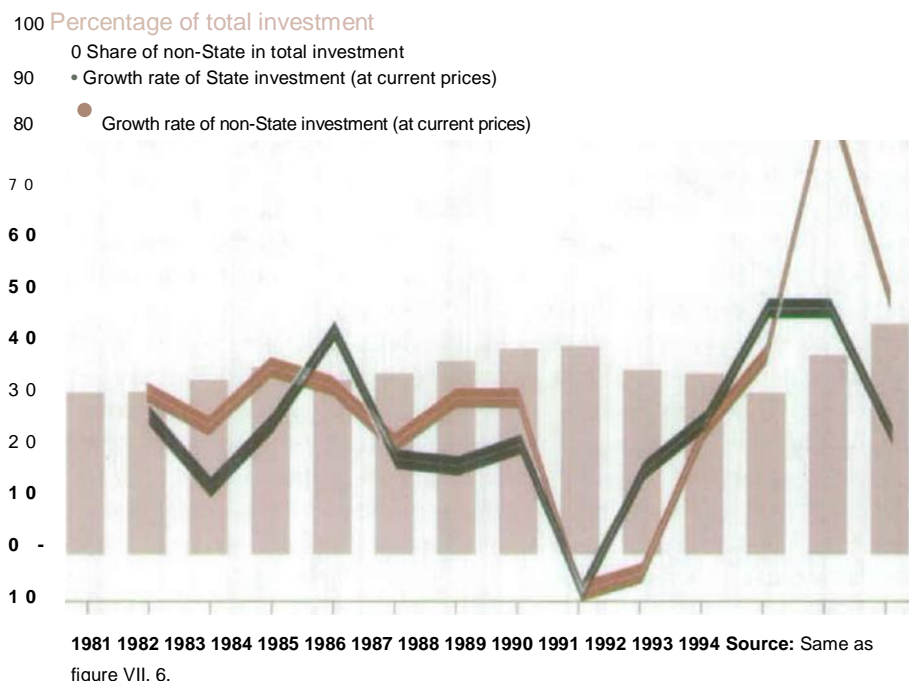 100 Percentage of total investment
0 Share of non-State in total investment
90 • Growth rate of State investment (at current prices)
80 Growth rate of non-State investment (at current prices)
7 0
6 0
5 0
4 0
3 0
2 0
1 0
0 -
1 0
1981 1982 1983 1984 1985 1986 1987 1988 1989 1990 1991 1992 1993 1994 Source: Same as
figure VII. 6.